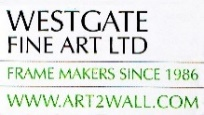 WESTGATE
FINE ART LTD
FRAME MAKERS SINCE 1986
WWW.ART2WALL.COM